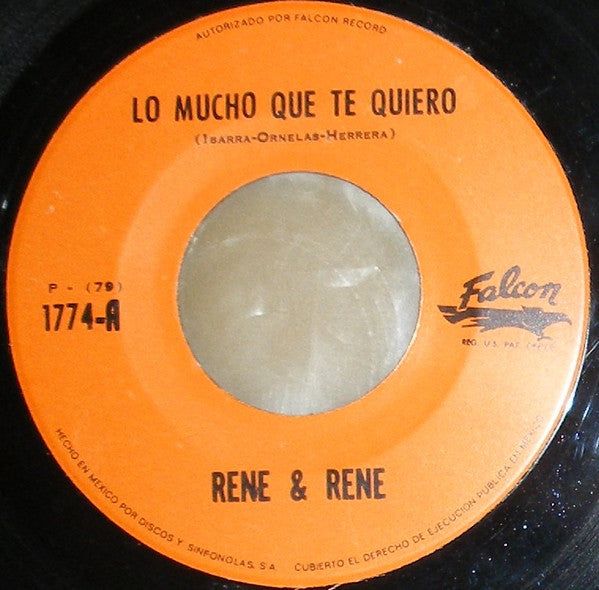 AUTORIZADO POR FALCON RECORD
LO MUCHO QUE TE QUIERO
(IBARRA-ORNELAS-HERRERA)
P - (79)
1774-A
Falcon
REG. U.S. PAT.
RENE & RENE
HECHO EN MEXICO POR DISCOS Y SINFONOLAS, S.A. CUBIERTO EL DERECHO DE EJECUCION PUBLICA EN MEXICO